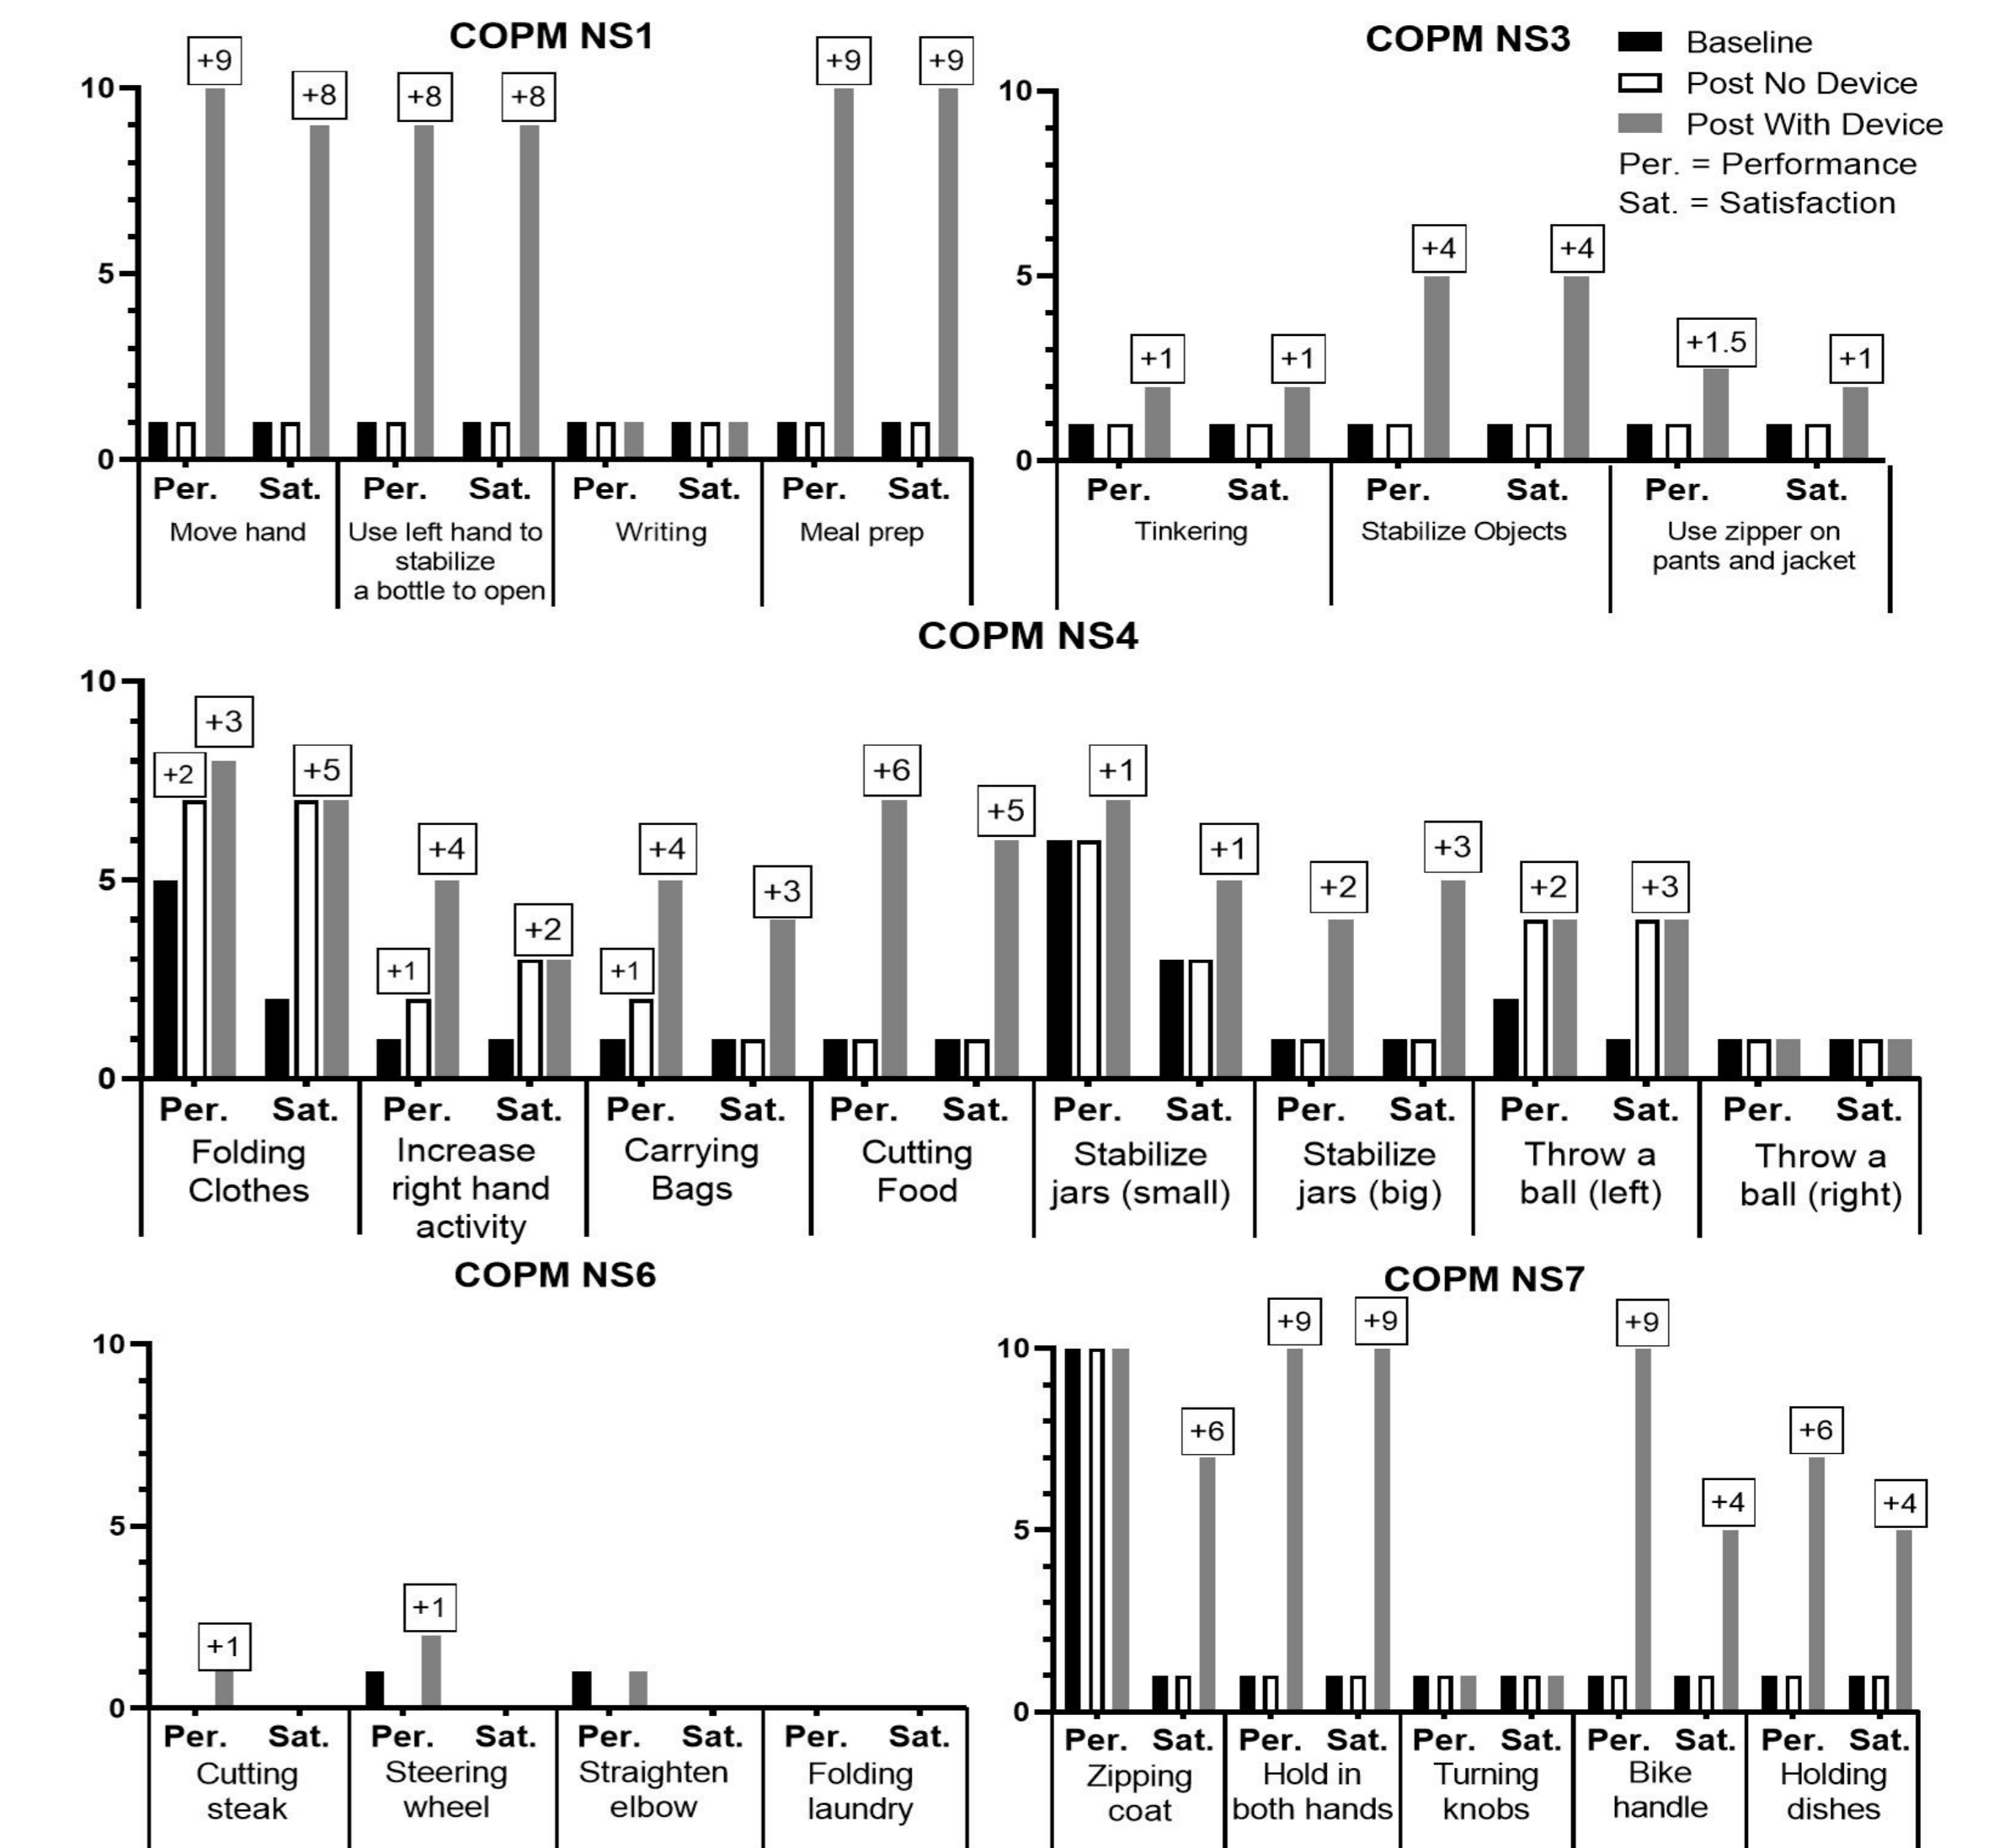 COPM NS1
10
5
0
+9
+8
+8
+8
+9
+9
Per. Sat. Per. Sat. Per. Sat. Per. Sat.
Move hand
Use left hand to
stabilize
a bottle to open
Writing
Meal prep
COPM NS3
Baseline
Post No Device
Post With Device
Per. = Performance
Sat. = Satisfaction
10
5
0
+1
+1
+4
+4
+1.5
+1
Per. Sat. Per. Sat. Per. Sat.
Tinkering
Stabilize Objects
Use zipper on
pants and jacket
COPM NS4
10
5
0
+2
+3
+5
+1
+4
+2
+1
+4
+3
+6
+5
+1
+1
+2
+3
+2
+3
Per. Sat. Per. Sat. Per. Sat. Per. Sat. Per. Sat. Per. Sat. Per. Sat. Per. Sat.
Folding
Clothes
Increase
right hand
activity
Carrying
Bags
Cutting
Food
Stabilize
jars (small)
Stabilize
jars (big)
Throw a
ball (left)
Throw a
ball (right)
COPM NS6
10
5
0
+1
+1
Per. Sat. Per. Sat. Per. Sat. Per. Sat.
Cutting
steak
Steering
wheel
Straighten
elbow
Folding
laundry
COPM NS7
10
5
0
+6
+9
+9
+9
+4
+6
+4
Per. Sat. Per. Sat. Per. Sat. Per. Sat. Per. Sat.
Zipping
coat
Hold in
both hands
Turning
knobs
Bike
handle
Holding
dishes